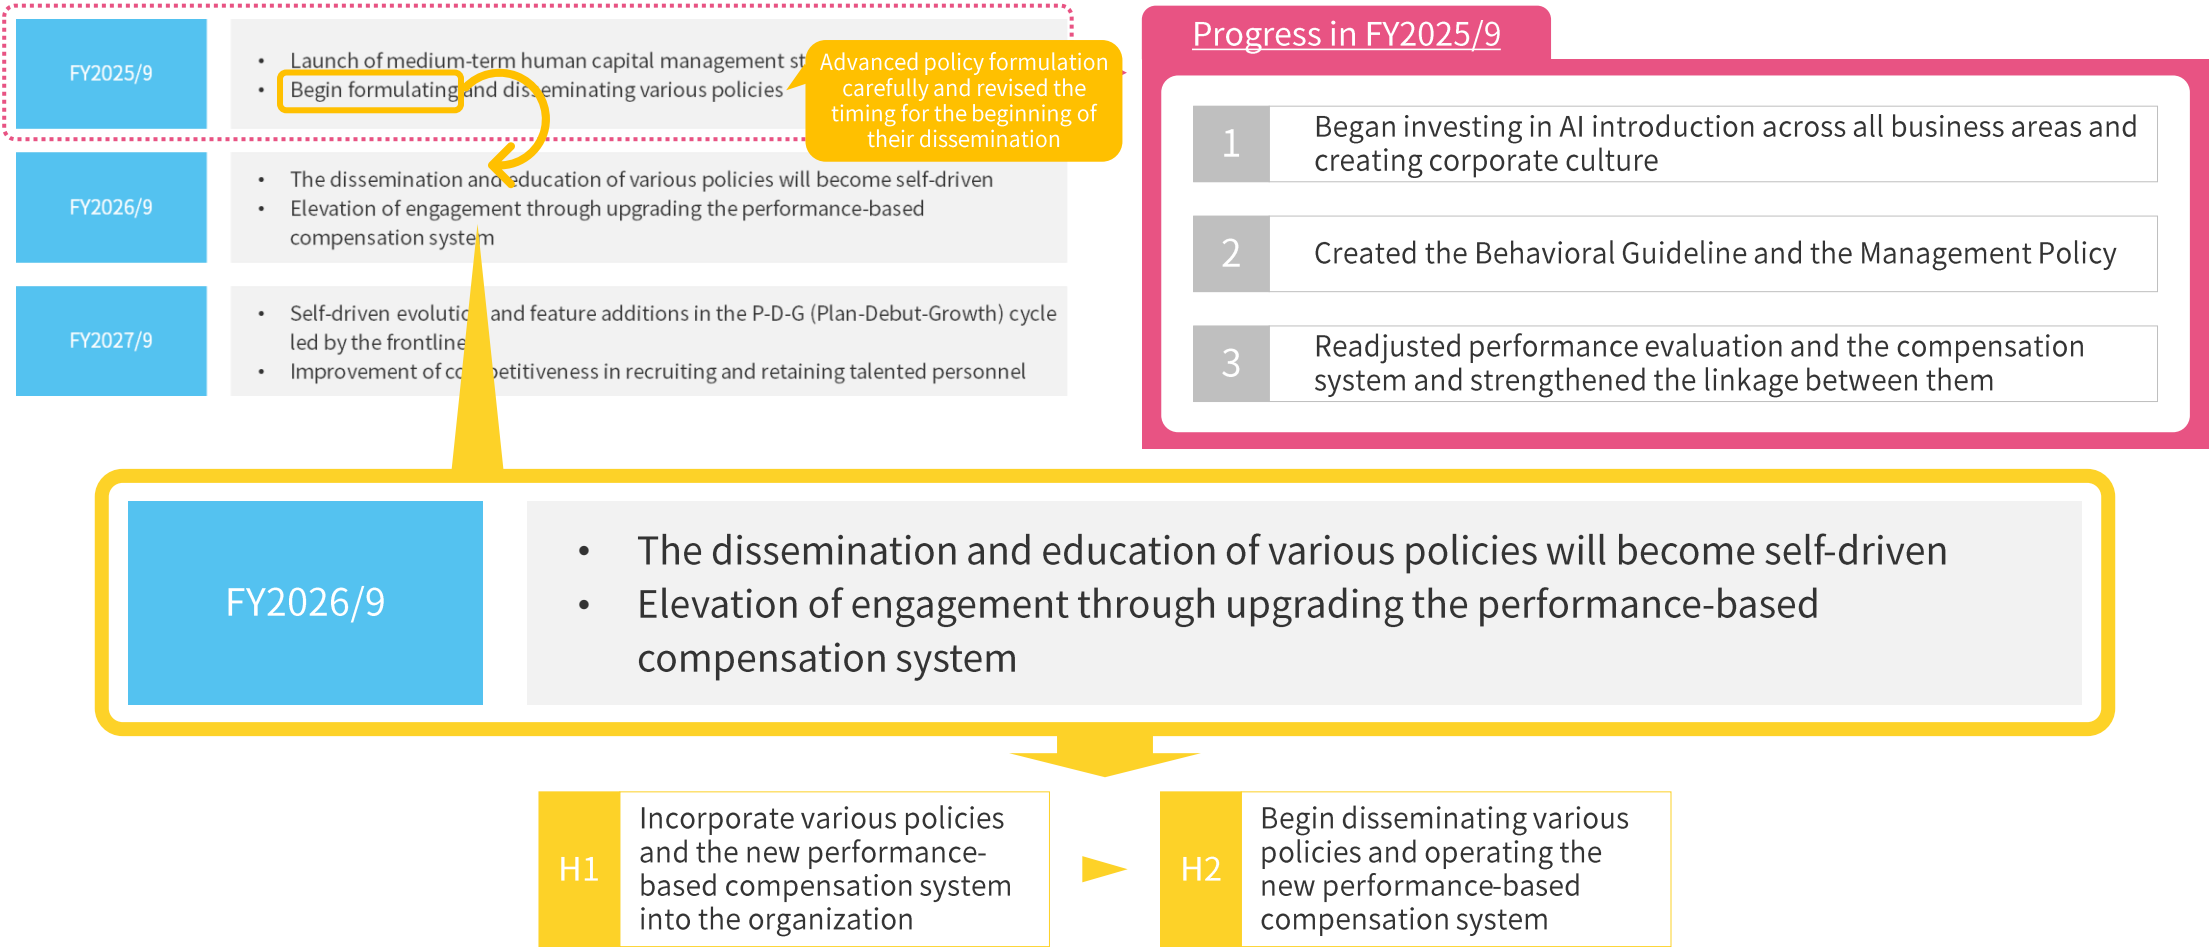 FY2025/9
• Launch of medium-term human capital management st
• Begin formulating and disseminating various policies
Advanced policy formulation
carefully and revised the
timing for the beginning of
their dissemination
FY2026/9
• The dissemination and education of various policies will become self-driven
• Elevation of engagement through upgrading the performance-based
compensation system
FY2027/9
• Self-driven evolution and feature additions in the P-D-G (Plan-Debut-Growth) cycle
led by the frontline
• Improvement of competitiveness in recruiting and retaining talented personnel
Progress in FY2025/9
1
Began investing in AI introduction across all business areas and
creating corporate culture
2
Created the Behavioral Guideline and the Management Policy
3
Readjusted performance evaluation and the compensation
system and strengthened the linkage between them
FY2026/9
• The dissemination and education of various policies will become self-driven
• Elevation of engagement through upgrading the performance-based
compensation system
H1
Incorporate various policies
and the new performance-
based compensation system
into the organization
H2
Begin disseminating various
policies and operating the
new performance-based
compensation system